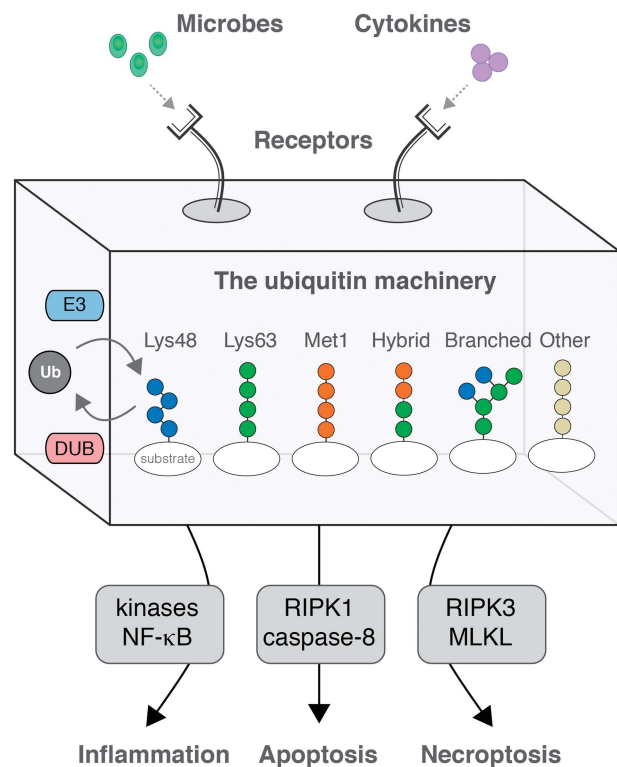 Microbes Cytokines
Receptors
The ubiquitin machinery
E3
Lys48 Lys63 Met1 Hybrid Branched Other
Ub
DUB
substrate
kinases
NF-κB
RIPK1
caspase-8
RIPK3
MLKL
Inflammation Apoptosis Necroptosis